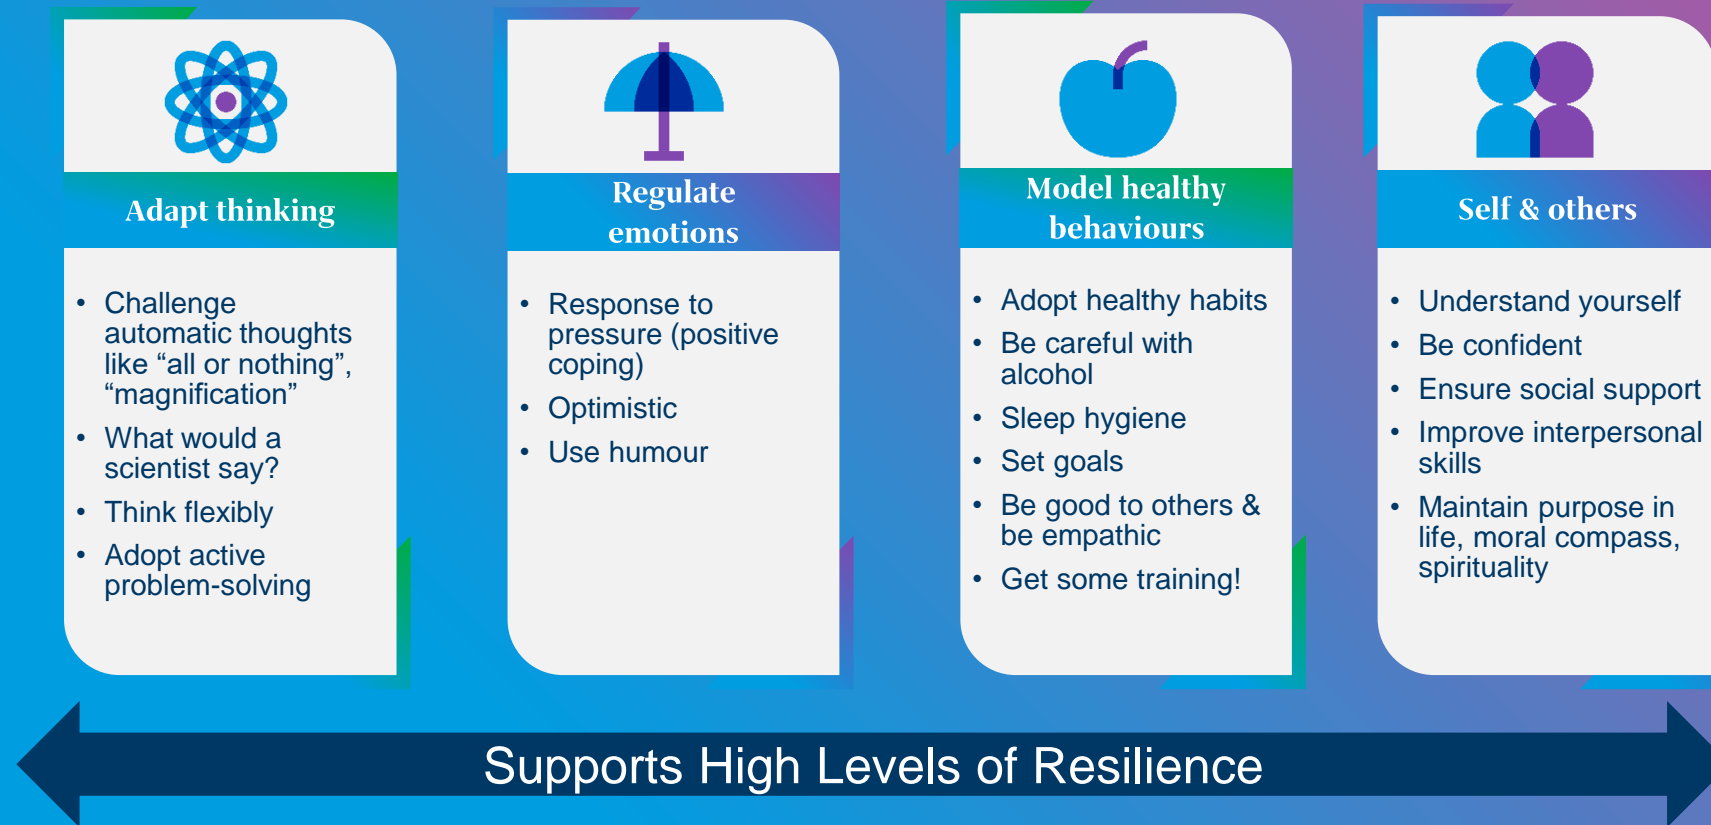 Adapt thinking
• Challenge
automatic thoughts
like “all or nothing”,
“magnification”
• What would a
scientist say?
• Think flexibly
• Adopt active
problem-solving
Regulate
emotions
• Response to
pressure (positive
coping)
• Optimistic
• Use humour
Model healthy
behaviours
• Adopt healthy habits
• Be careful with
alcohol
• Sleep hygiene
• Set goals
• Be good to others &
be empathic
• Get some training!
Self & others
• Understand yourself
• Be confident
• Ensure social support
• Improve interpersonal
skills
• Maintain purpose in
life, moral compass,
spirituality
Supports High Levels of Resilience